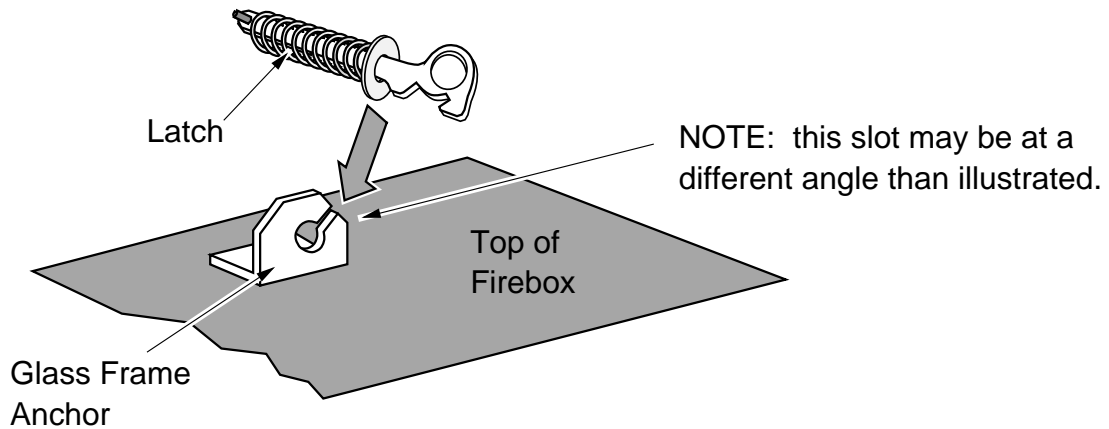 Latch
NOTE:  this slot may be at a
different angle than illustrated.
Top of
Firebox
Glass Frame
Anchor